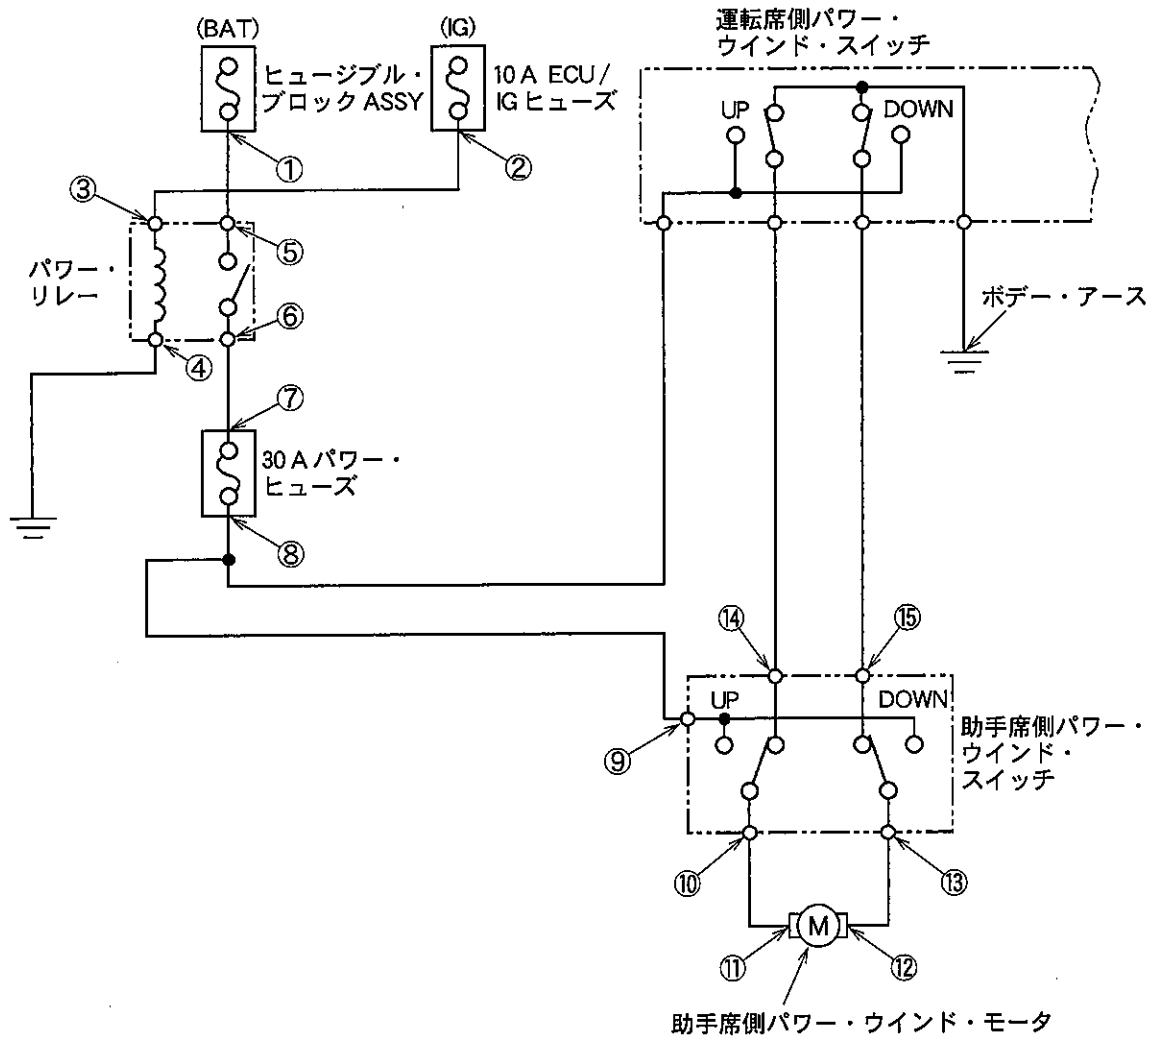 (BAT)
(IG)
ヒュージブル・
ブロック ASSY
10 A ECU /
IG ヒューズ
運転席側パワー・
ウインド・スイッチ
UP
DOWN
①
②
③
⑤
パワー・
リレー
⑥
④
ボデー・アース
⑦
30 A パワー・
ヒューズ
⑧
⑭
⑮
UP
DOWN
⑨
助手席側パワー・
ウインド・
スイッチ
⑩
⑬
M
⑪
⑫
助手席側パワー・ウインド・モータ